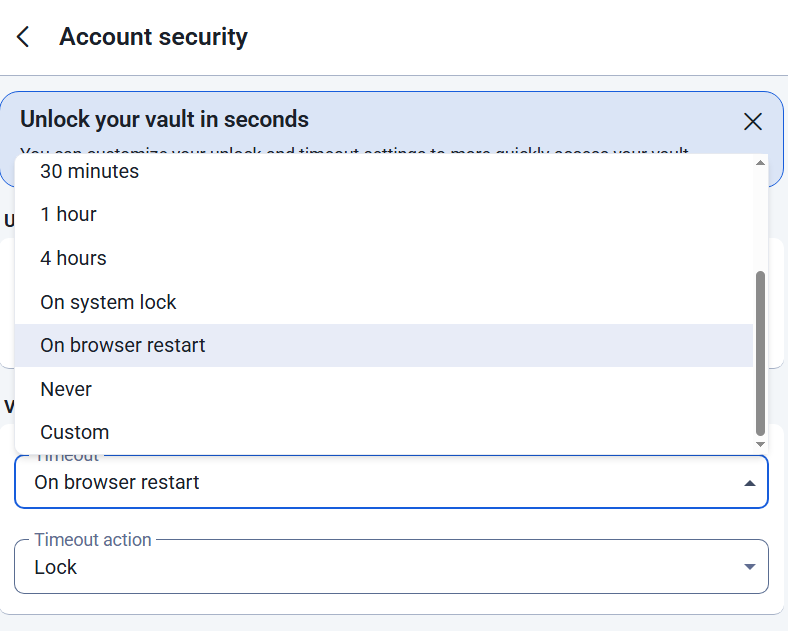 Account security
Unlock your vault in seconds
You can customize your unlock and timeout settings to more quickly access your vault
30 minutes
1 hour
4 hours
On system lock
On browser restart
Never
Custom
Timeout
On browser restart
Timeout action
Lock